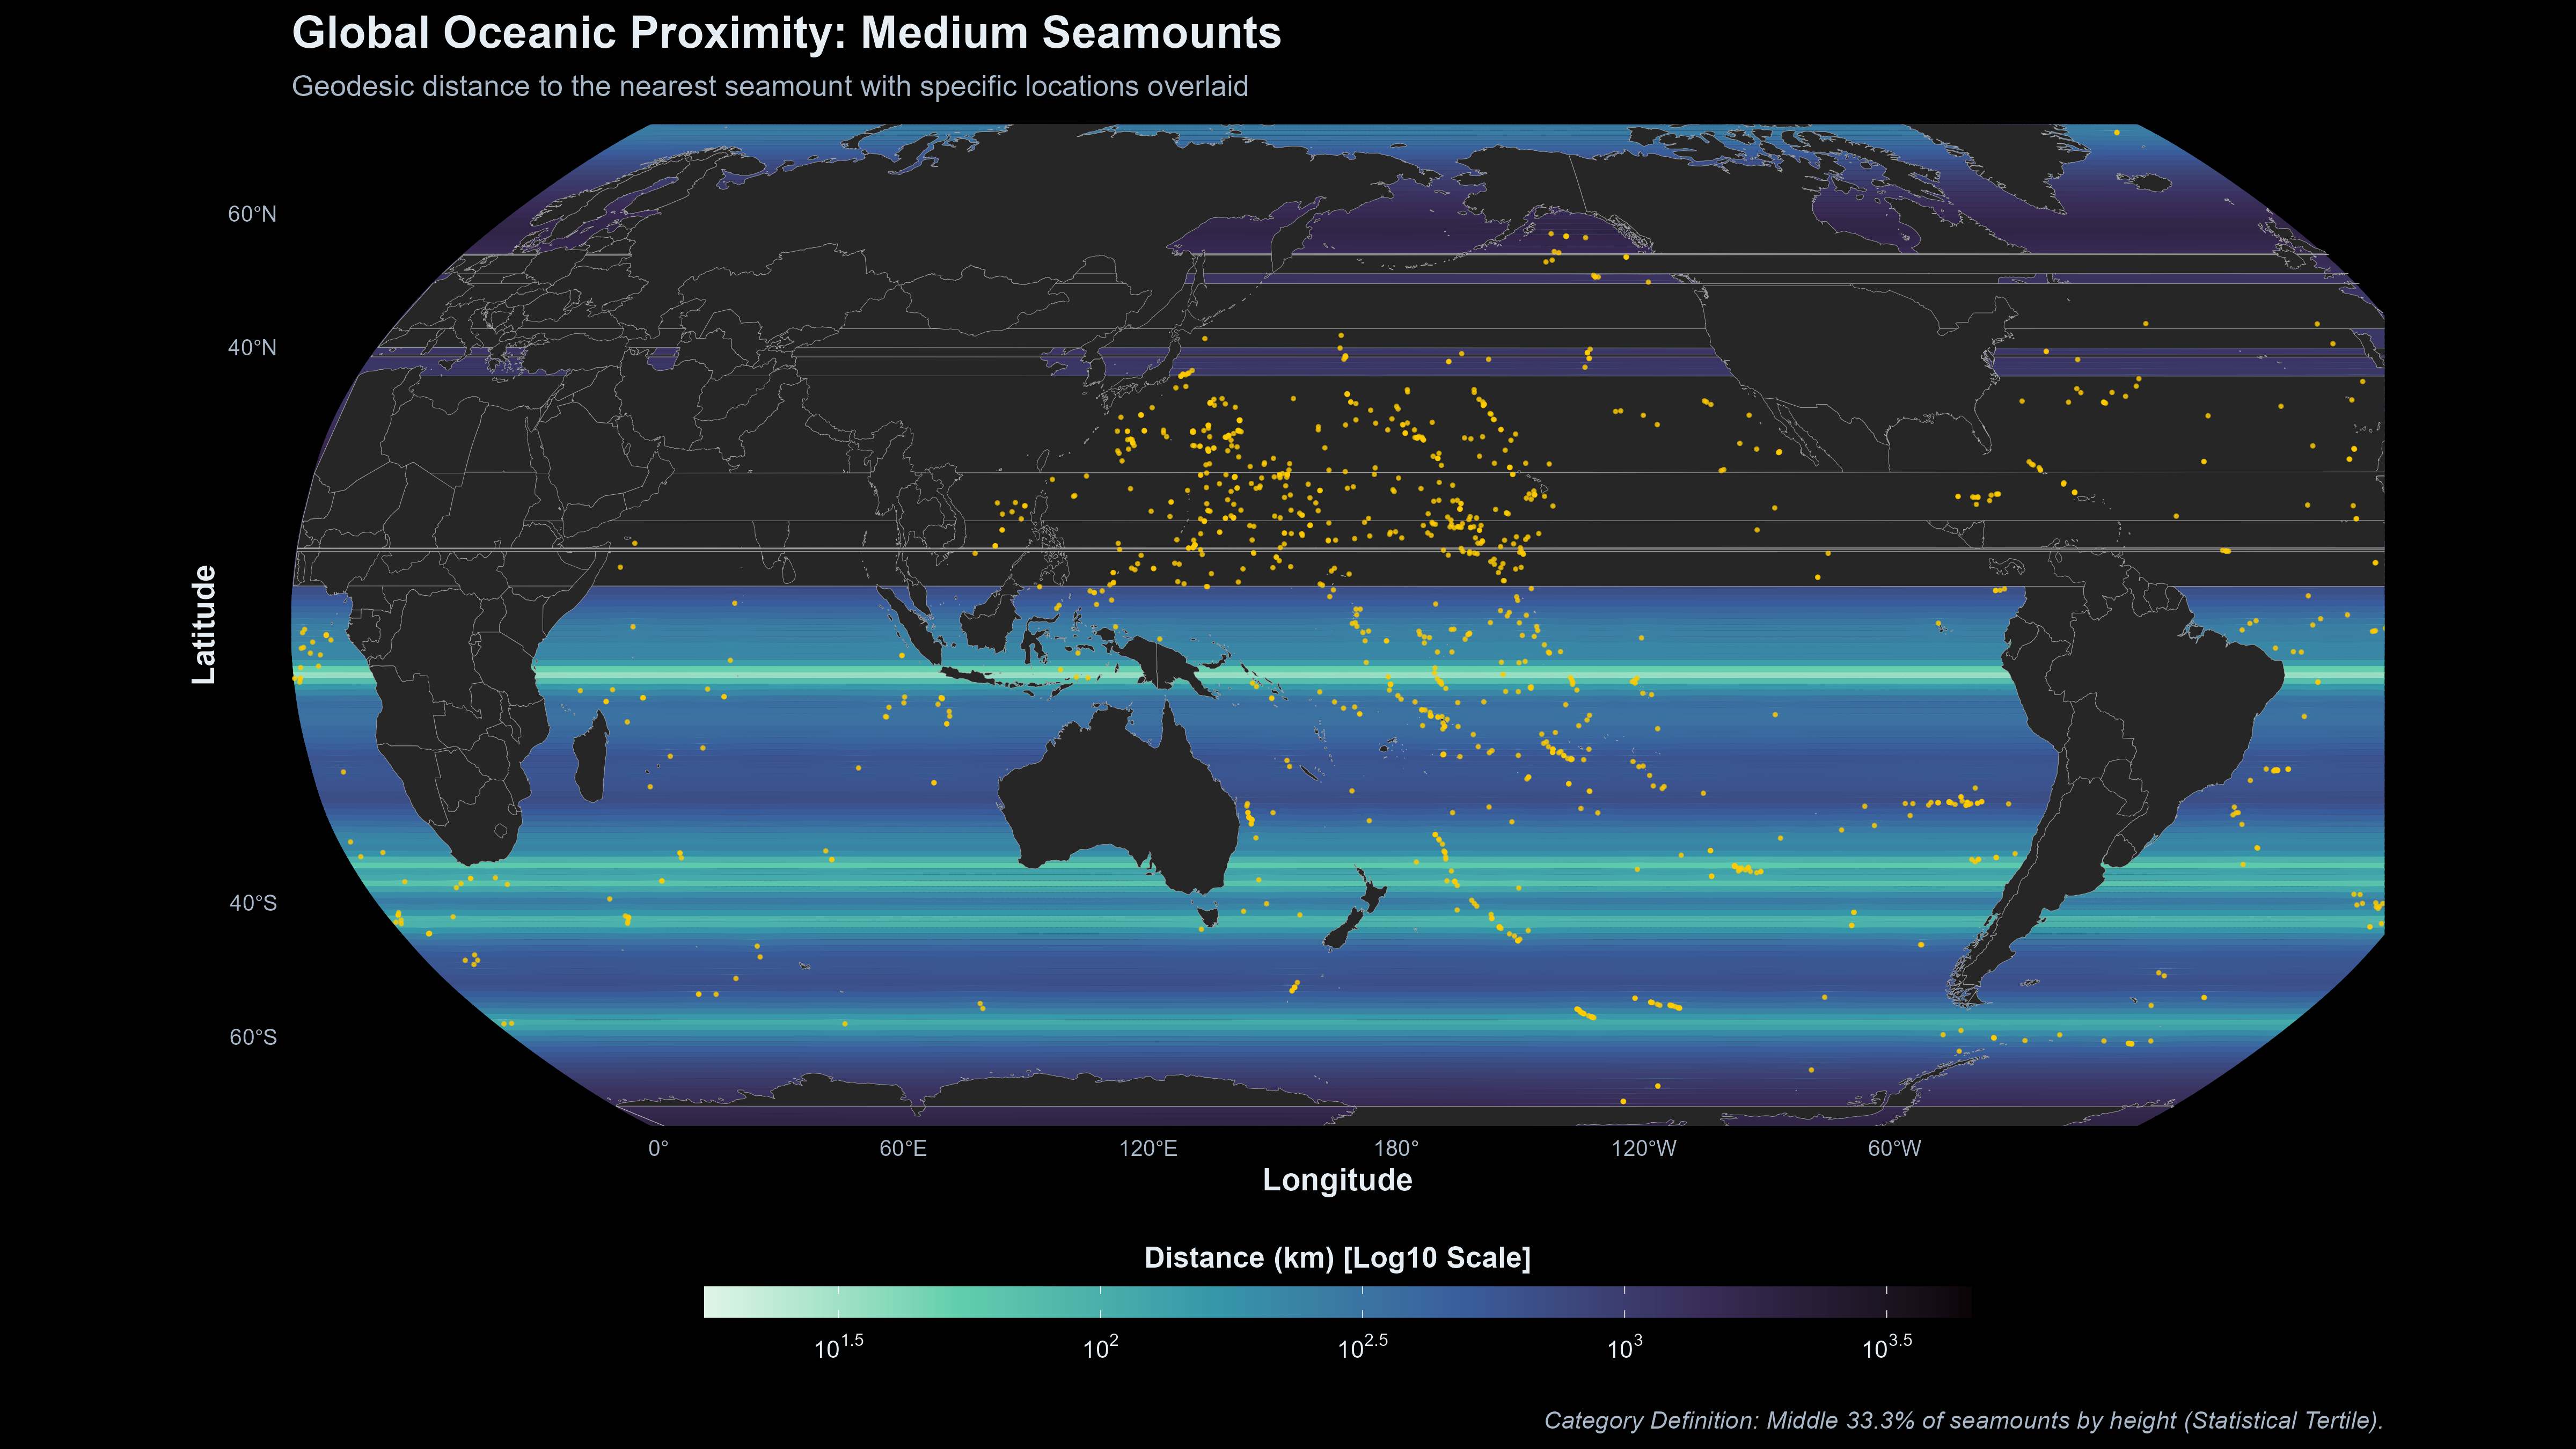 Global Oceanic Proximity: Medium Seamounts
Geodesic distance to the nearest seamount with specific locations overlaid
60°N
40°N
Latitude
40°S
60°S
0°
60°E
120°E
180°
120°W
60°W
Longitude
Distance (km) [Log10 Scale]
10^1.5
10^2
10^2.5
10^3
10^3.5
Category Definition: Middle 33.3% of seamounts by height (Statistical Tertile).